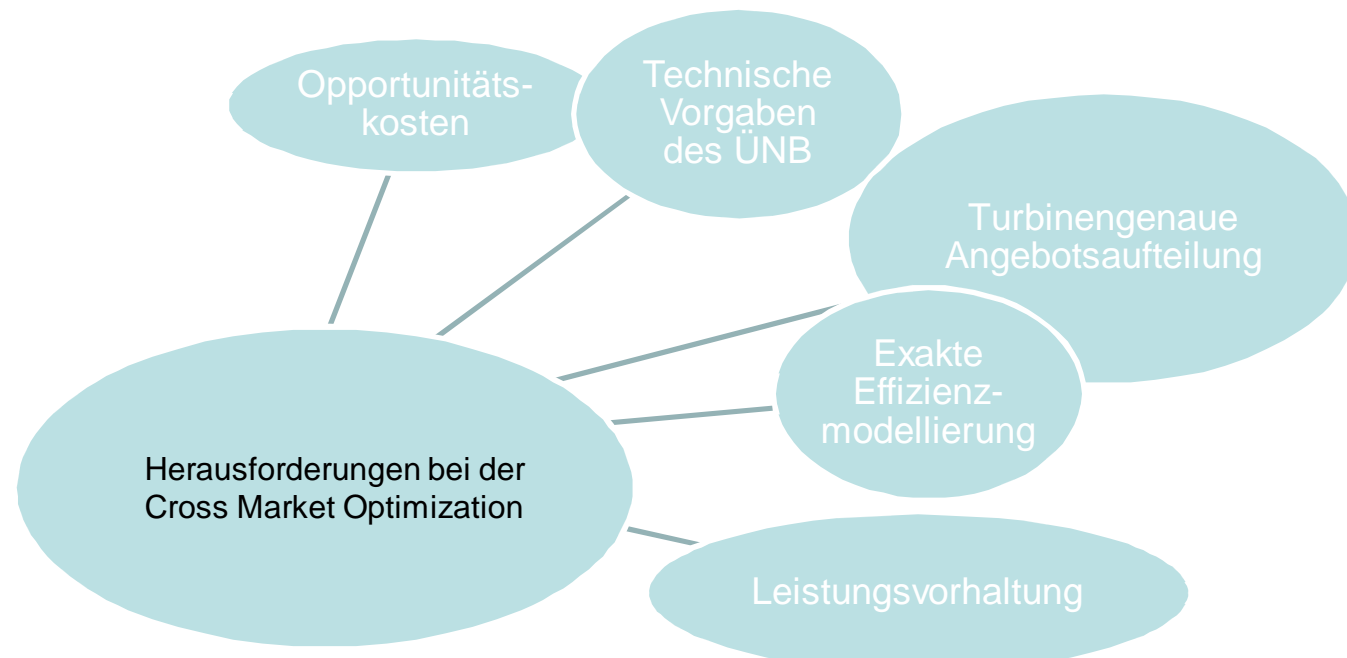 Opportunitäts-
kosten
Technische
Vorgaben
des ÜNB
Turbinengenaue
Angebotsaufteilung
Exakte
Effizienz-
modellierung
Herausforderungen bei der
Cross Market Optimization
Leistungsvorhaltung